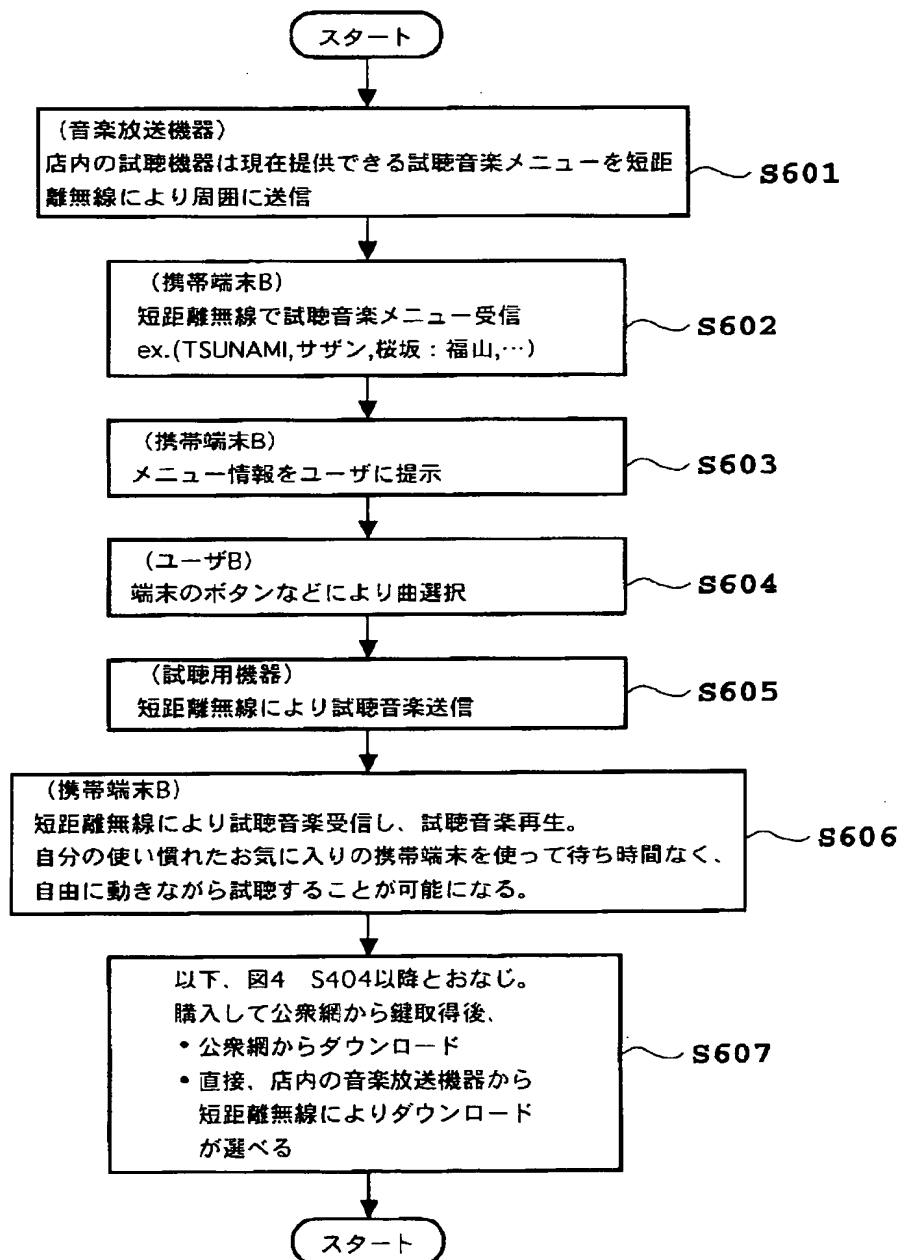 スタート
(音楽放送機器)
店内の試聴機器は現在提供できる試聴音楽メニューを短距
離無線により周囲に送信
S601
(携帯端末B)
短距離無線で試聴音楽メニュー受信
ex.(TSUNAMI,サザン,桜坂:福山,…)
S602
(携帯端末B)
メニュー情報をユーザに提示
S603
(ユーザB)
端末のボタンなどにより曲選択
S604
(試聴用機器)
短距離無線により試聴音楽送信
S605
(携帯端末B)
短距離無線により試聴音楽受信し、試聴音楽再生。
自分の使い慣れたお気に入りの携帯端末を使って待ち時間なく、
自由に動きながら試聴することが可能になる。
S606
以下、図4 S404以降とおなじ。
購入して公衆網から鍵取得後、
・公衆網からダウンロード
・直接、店内の音楽放送機器から
短距離無線によりダウンロード
が選べる
S607
スタート